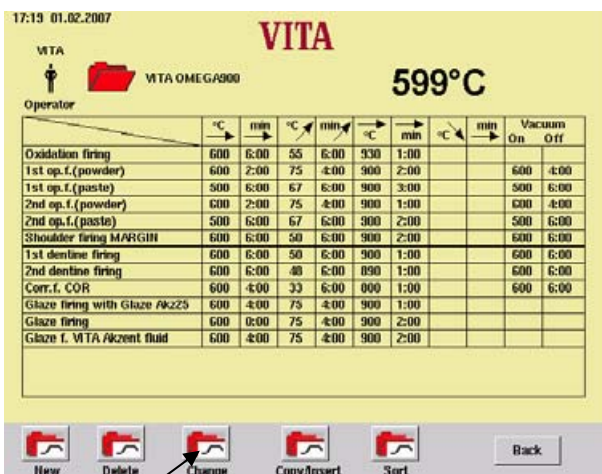 17:19 01.02.2007
VITA
VITA
VITA OMEGA900
599°C
Operator
°C min °C min °C min °C min Vacuum
On Off
Oxidation firing 600 6:00 55 6:00 930 1:00
1st op.f.(powder) 600 2:00 75 4:00 900 2:00 600 4:00
1st op.f.(paste) 500 6:00 67 6:00 900 3:00 500 6:00
2nd op.f.(powder) 600 2:00 75 4:00 900 1:00 600 4:00
2nd op.f.(paste) 500 6:00 67 6:00 900 2:00 500 6:00
Shoulder firing MARGIN 600 6:00 50 6:00 900 2:00 600 6:00
1st dentine firing 600 6:00 50 6:00 900 1:00 600 6:00
2nd dentine firing 600 6:00 48 6:00 890 1:00 600 6:00
Corr.f. COR 600 4:00 33 6:00 800 1:00 600 6:00
Glaze firing with Glaze Akz25 600 4:00 75 4:00 900 1:00
Glaze firing 600 0:00 75 4:00 900 2:00
Glaze f. VITA Akzent fluid 600 4:00 75 4:00 900 2:00
New Delete Change Copy/Insert Sort Back